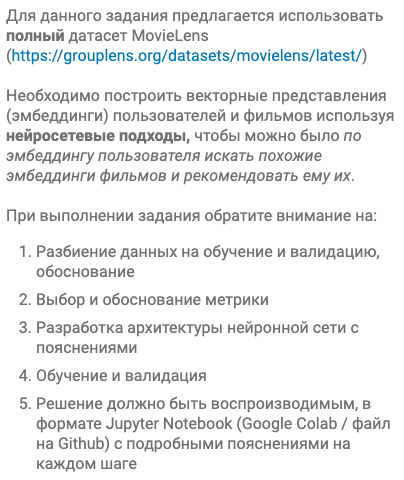 Для данного задания предлагается использовать
полный датасет MovieLens
(https://grouplens.org/datasets/movielens/latest/)
Необходимо построить векторные представления
(эмбеддинги) пользователей и фильмов используя
нейросетевые подходы, чтобы можно было по
эмбеддингу пользователя искать похожие
эмбеддинги фильмов и рекомендовать ему их.
При выполнении задания обратите внимание на:
1. Разбиение данных на обучение и валидацию,
обоснование
2. Выбор и обоснование метрики
3. Разработка архитектуры нейронной сети с
пояснениями
4. Обучение и валидация
5. Решение должно быть воспроизводимым, в
формате Jupyter Notebook (Google Colab / файл
на Github) с подробными пояснениями на
каждом шаге